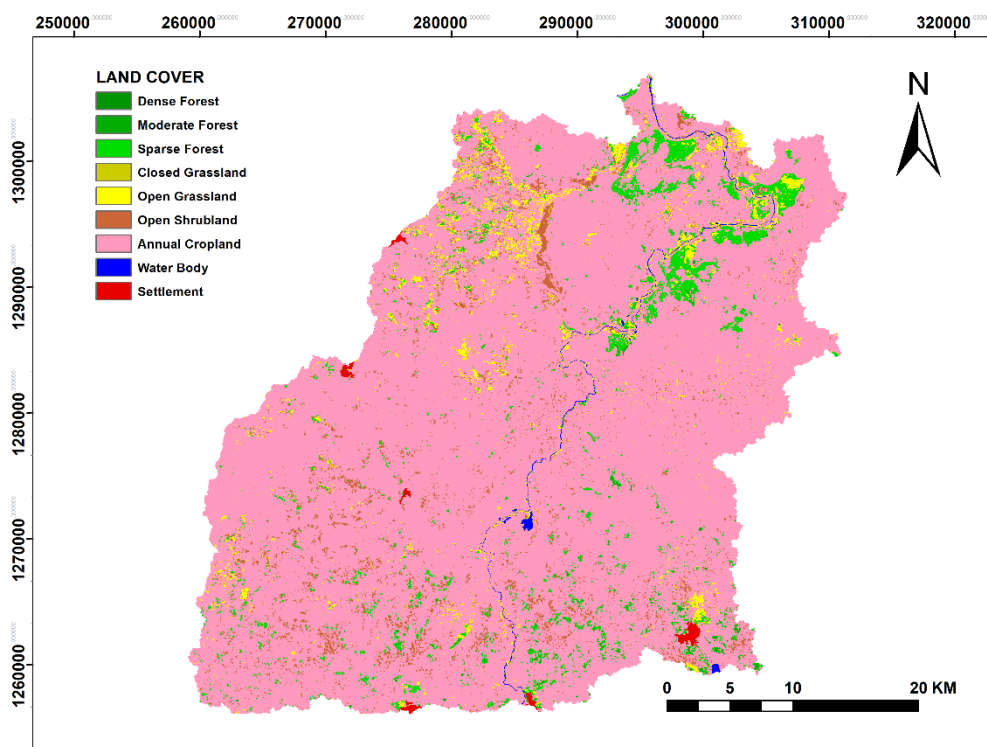 250000 260000 270000 280000 290000 300000 310000 320000
LAND COVER
Dense Forest
Moderate Forest
Sparse Forest
Closed Grassland
Open Grassland
Open Shrubland
Annual Cropland
Water Body
Settlement
N
1300000
1290000
1280000
1270000
1260000
0 5 10 20 KM